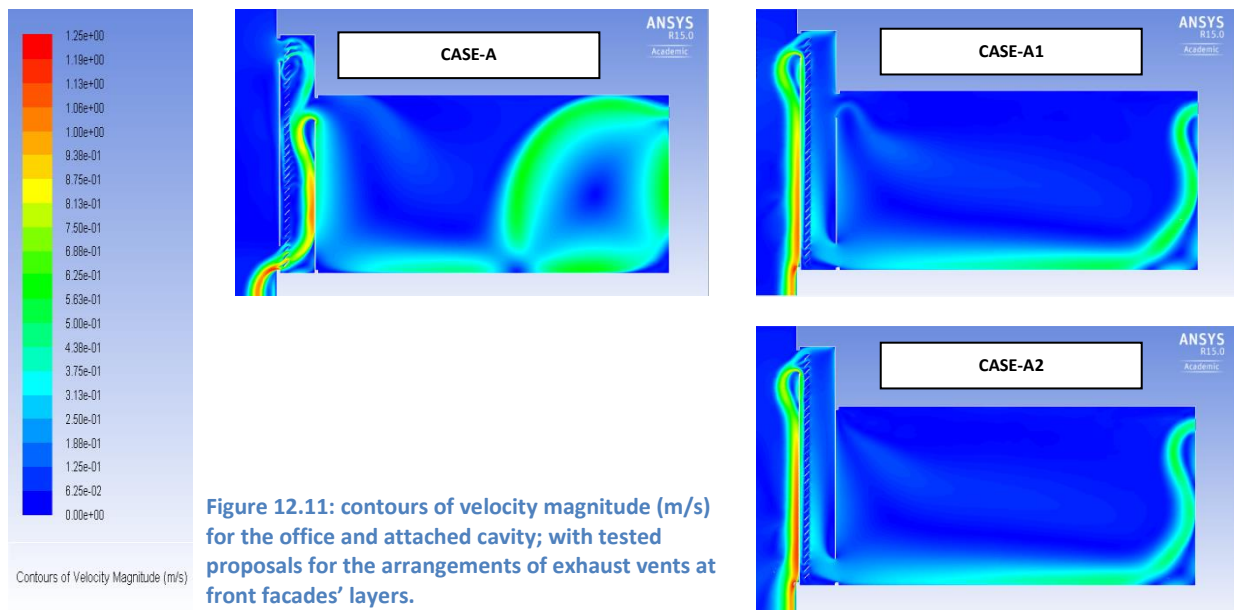 1.25e+00
1.19e+00
1.13e+00
1.06e+00
1.00e+00
9.38e-01
8.75e-01
8.13e-01
7.50e-01
6.88e-01
6.25e-01
5.63e-01
5.00e-01
4.38e-01
3.75e-01
3.13e-01
2.50e-01
1.88e-01
1.25e-01
6.25e-02
0.00e+00
Contours of Velocity Magnitude (m/s)
CASE-A
ANSYS
R15.0
Academic
CASE-A1
ANSYS
R15.0
Academic
CASE-A2
ANSYS
R15.0
Academic
Figure 12.11: contours of velocity magnitude (m/s)
for the office and attached cavity; with tested
proposals for the arrangements of exhaust vents at
front facades’ layers.